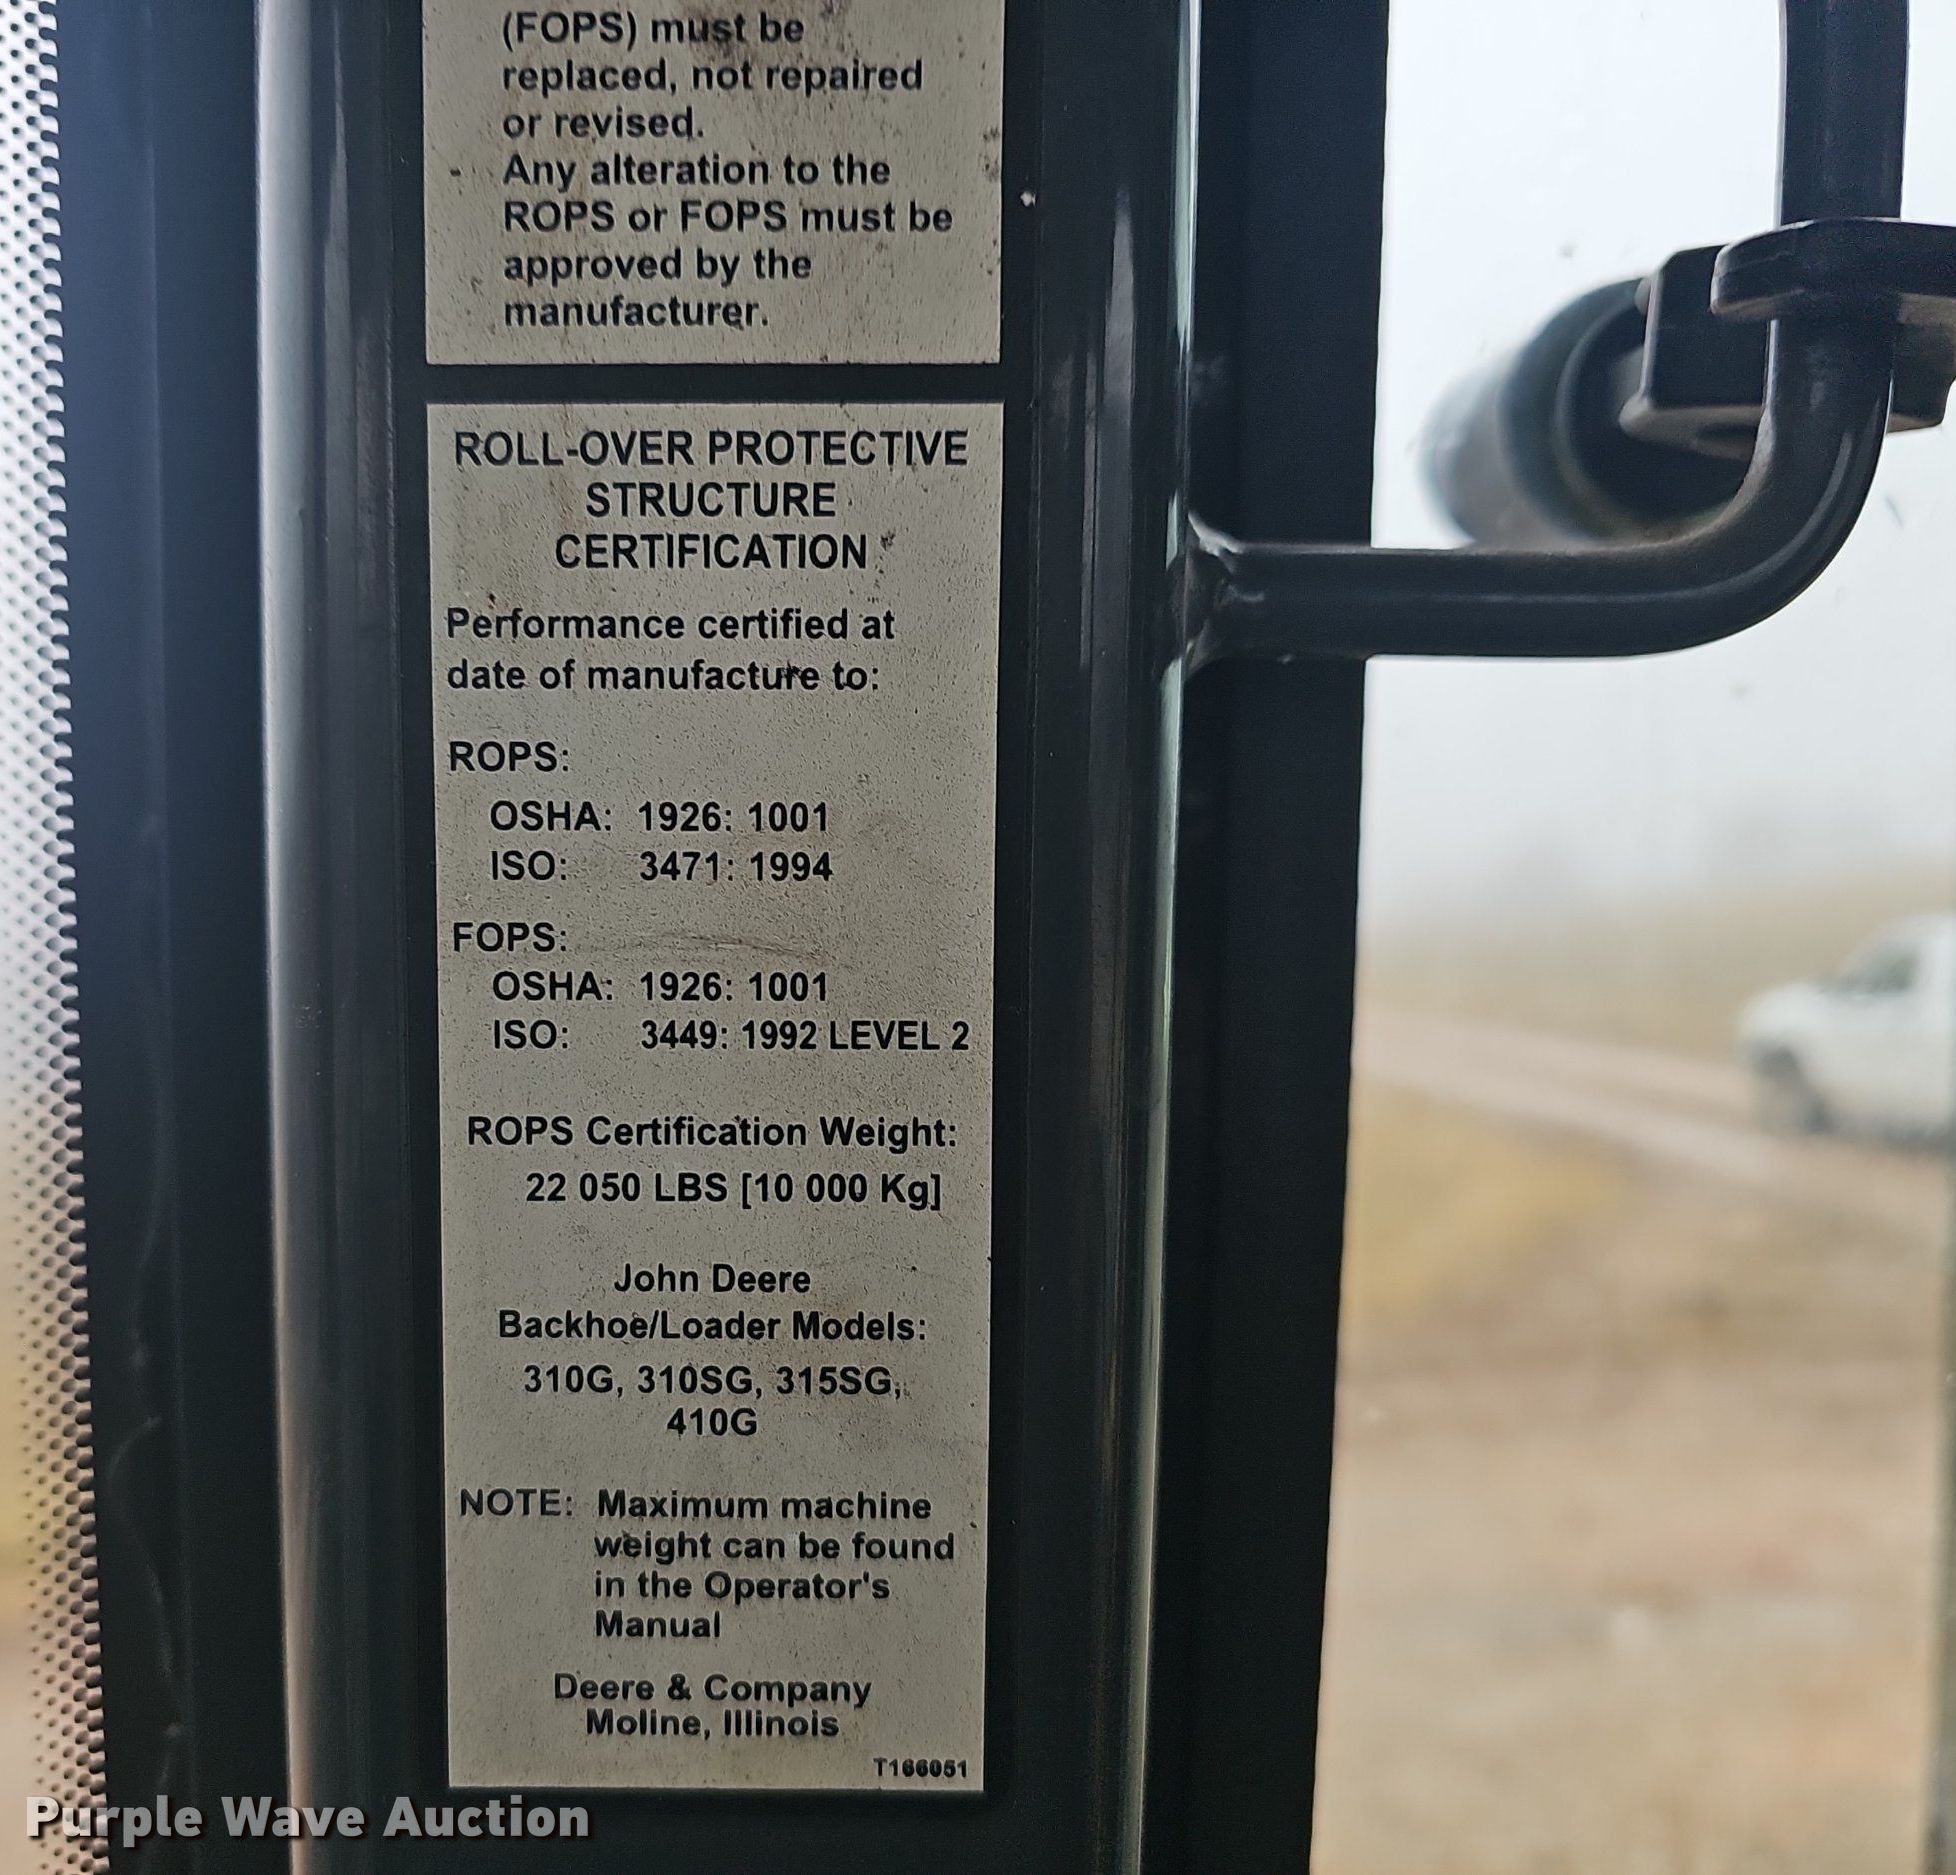 (FOPS) must be
replaced, not repaired
or revised.
- Any alteration to the
ROPS or FOPS must be
approved by the
manufacturer.
ROLL-OVER PROTECTIVE
STRUCTURE
CERTIFICATION
Performance certified at
date of manufacture to:
ROPS:
OSHA: 1926: 1001
ISO: 3471: 1994
FOPS:
OSHA: 1926: 1001
ISO: 3449: 1992 LEVEL 2
ROPS Certification Weight:
22 050 LBS [10 000 Kg]
John Deere
Backhoe/Loader Models:
310G, 310SG, 315SG,
410G
NOTE: Maximum machine
weight can be found
in the Operator's
Manual
Deere & Company
Moline, Illinois
T166051
Purple Wave Auction